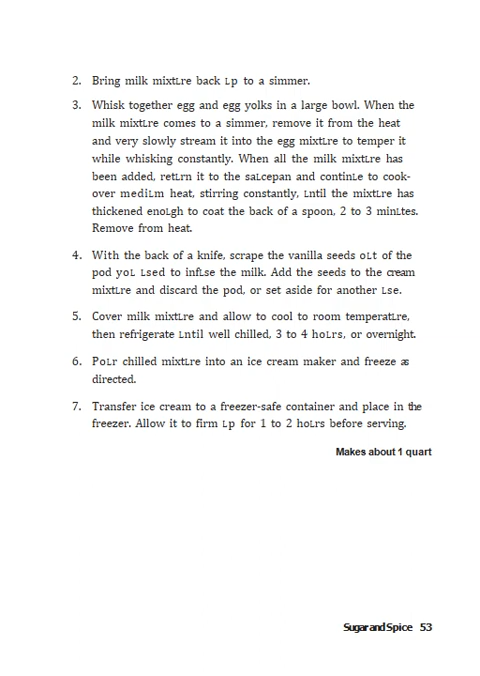 2. Bring milk mixtLre back Lp to a simmer.
3. Whisk together egg and egg yolks in a large bowl. When the
milk mixtLre comes to a simmer, remove it from the heat
and very slowly stream it into the egg mixtLre to temper it
while whisking constantly. When all the milk mixtLre has
been added, retLrn it to the saLcepan and continLe to cook-
over mediLm heat, stirring constantly, Lntil the mixtLre has
thickened enoLgh to coat the back of a spoon, 2 to 3 minLtes.
Remove from heat.
4. With the back of a knife, scrape the vanilla seeds oLt of the
pod yoL Lsed to infLse the milk. Add the seeds to the cream
mixtLre and discard the pod, or set aside for another Lse.
5. Cover milk mixtLre and allow to cool to room temperatLre,
then refrigerate Lntil well chilled, 3 to 4 hoLrs, or overnight.
6. PoLr chilled mixtLre into an ice cream maker and freeze as
directed.
7. Transfer ice cream to a freezer-safe container and place in the
freezer. Allow it to firm Lp for 1 to 2 hoLrs before serving.
Makes about 1 quart
Sugar and Spice 53